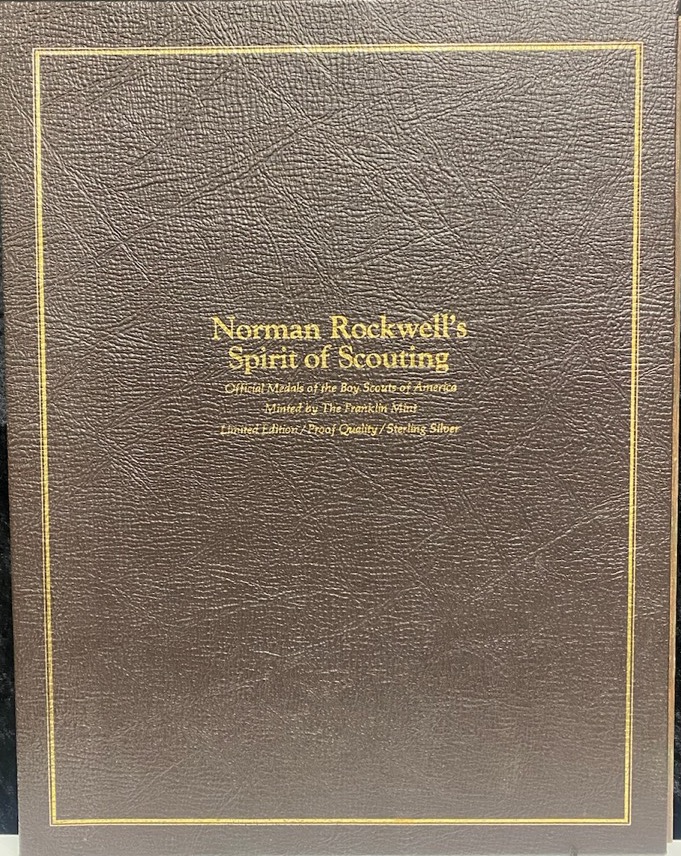 Norman Rockwell's
Spirit of Scouting
Official Medals of the Boy Scouts of America
Minted by The Franklin Mint
Limited Edition / Proof Quality / Sterling Silver